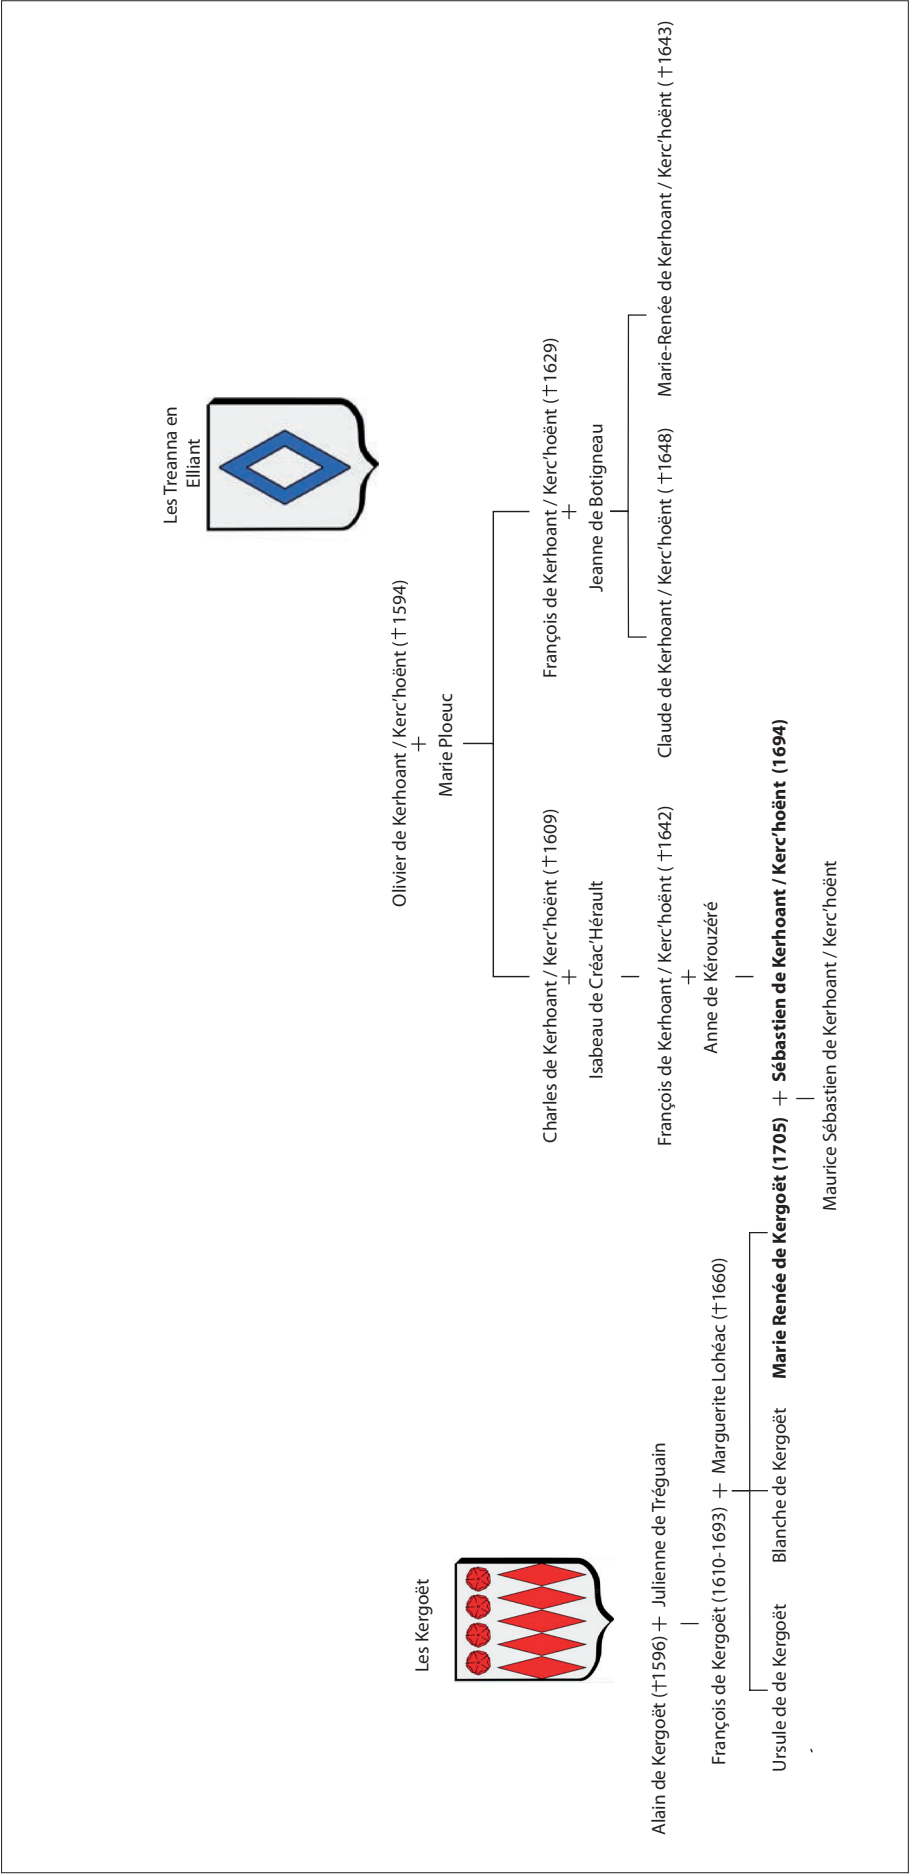 Les Treanna en
Elliant
Olivier de Kerhoant / Kerc'hoënt (†1594)
+
Marie Ploeuc
Charles de Kerhoant / Kerc'hoënt (†1609)
+
Isabeau de Créac'Hérault
François de Kerhoant / Kerc'hoënt (†1629)
+
Jeanne de Botigneau
François de Kerhoant / Kerc'hoënt ( †1642)
+
Anne de Kérouzéré
Claude de Kerhoant / Kerc'hoënt ( †1648)
Marie-Renée de Kerhoant / Kerc'hoënt ( †1643)
Les Kergoët
Alain de Kergoët (†1596) + Julienne de Tréguain
François de Kergoët (1610-1693) + Marguerite Lohéac (†1660)
Ursule de de Kergoët
Blanche de Kergoët
Marie Renée de Kergoët (1705) + Sébastien de Kerhoant / Kerc'hoënt (1694)
Maurice Sébastien de Kerhoant / Kerc'hoënt